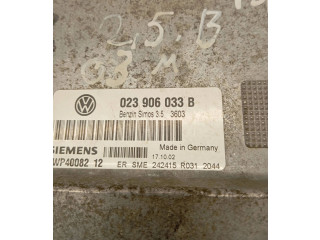 2,5. B
03 M
023 906 033 B
Benzin Simos 3.5 3603
SIEMENS
17.10.02
Made in Germany
5WP40082 12
ER SME 242415 R031 2044